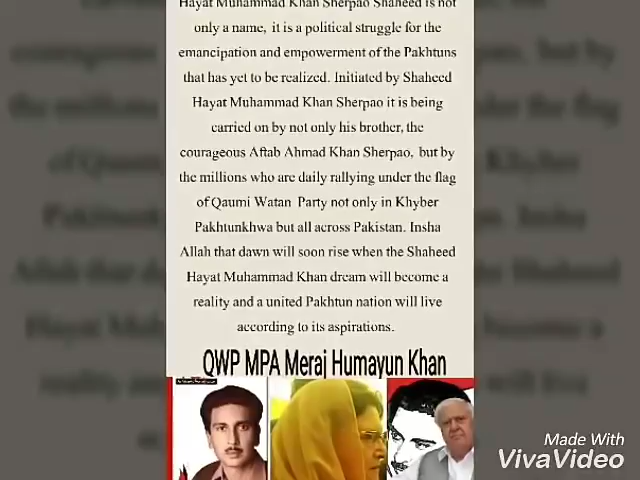 Hayat Muhammad Khan Sherpao Shaheed is not
only a name, it is a political struggle for the
emancipation and empowerment of the Pakhtuns
that has yet to be realized. Initiated by Shaheed
Hayat Muhammad Khan Sherpao it is being
carried on by not only his brother, the
courageous Aftab Ahmad Khan Sherpao, but by
the millions who are daily rallying under the flag
of Qaumi Watan Party not only in Khyber
Pakhtunkhwa but all across Pakistan. Insha
Allah that dawn will soon rise when the Shaheed
Hayat Muhammad Khan dream will become a
reality and a united Pakhtun nation will live
according to its aspirations.
QWP MPA Meraj Humayun Khan
Made With
VivaVideo